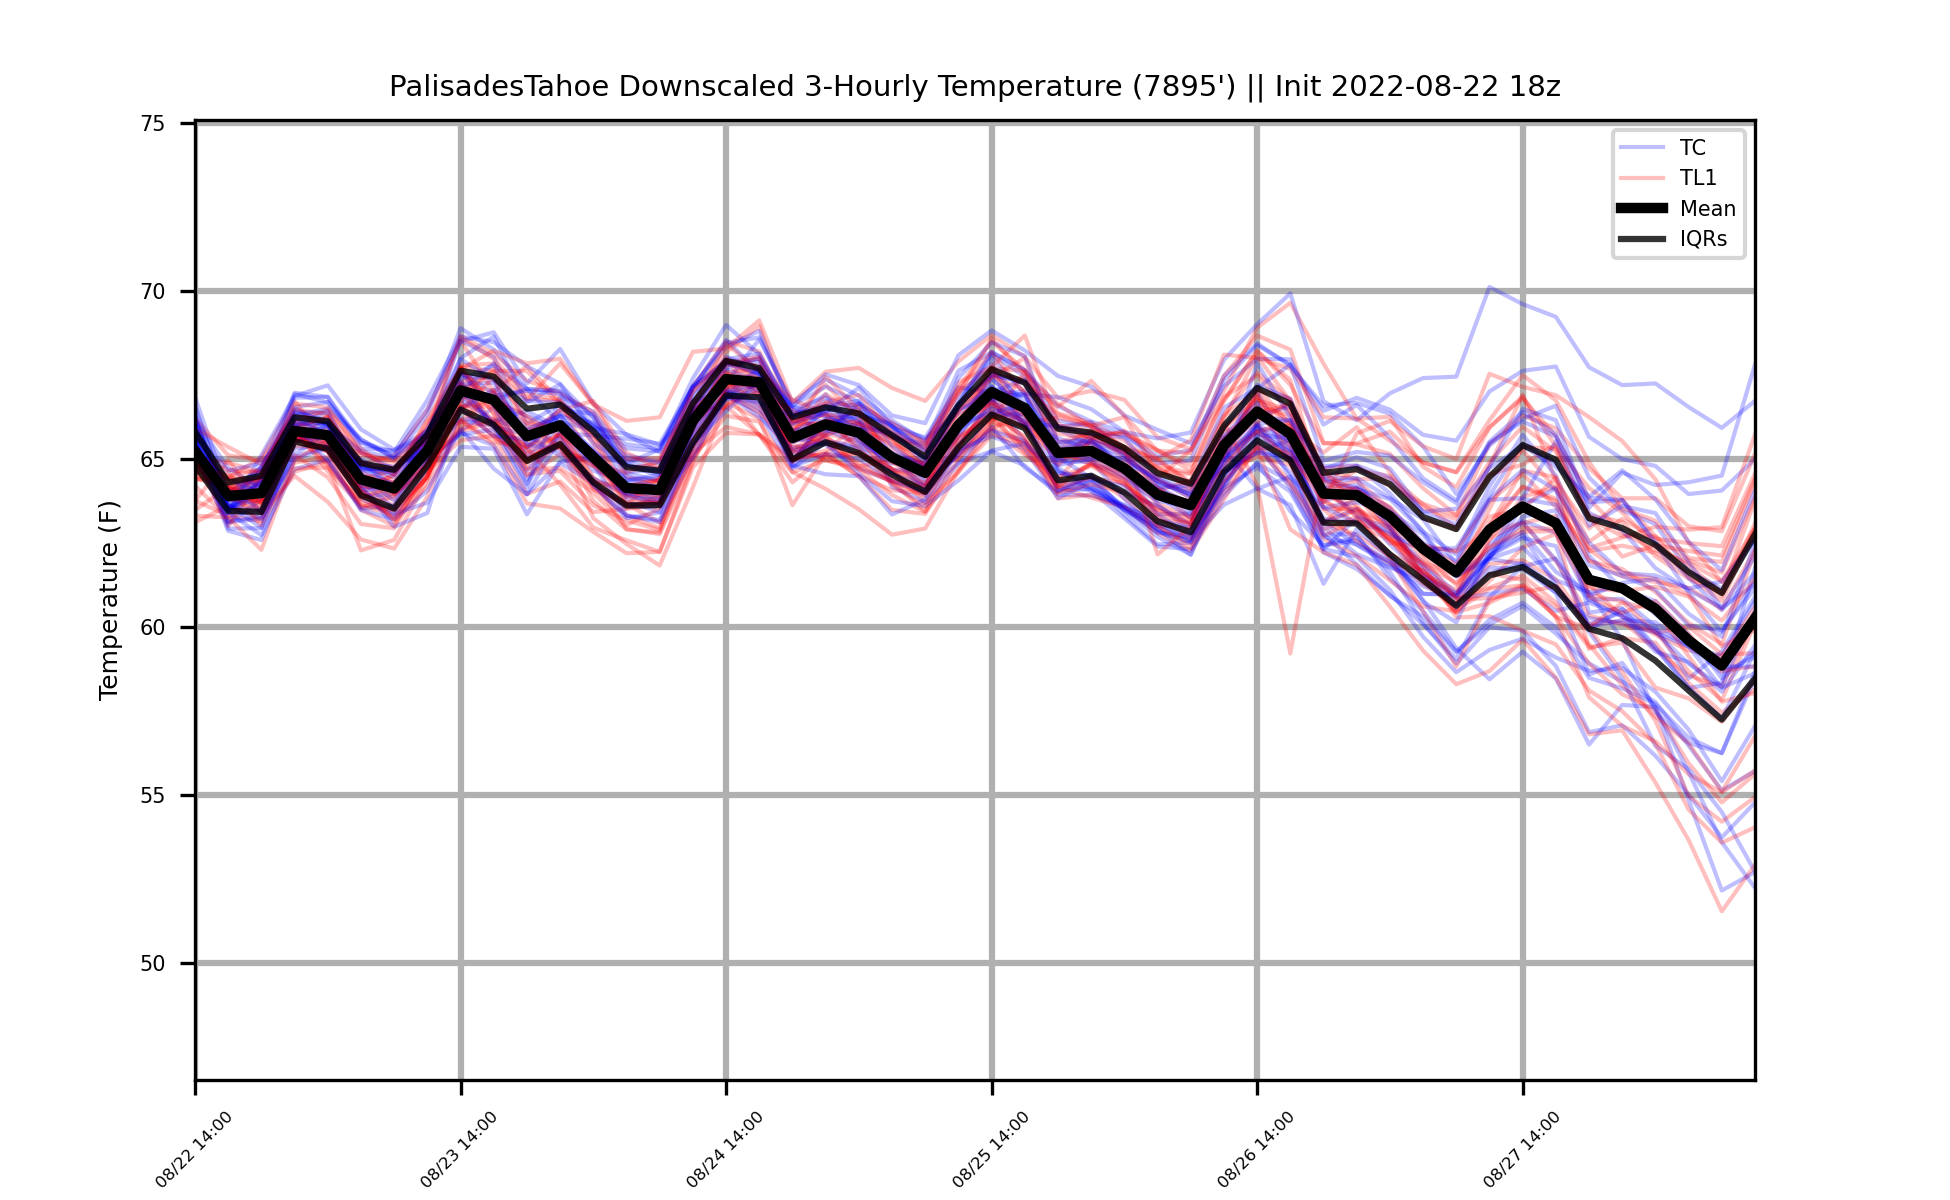 PalisadesTahoe Downscaled 3-Hourly Temperature (7895') || Init 2022-08-22 18z
75
70
65
60
55
50
Temperature (F)
TC
TL1
Mean
IQRs
08/22 14:00
08/23 14:00
08/24 14:00
08/25 14:00
08/26 14:00
08/27 14:00